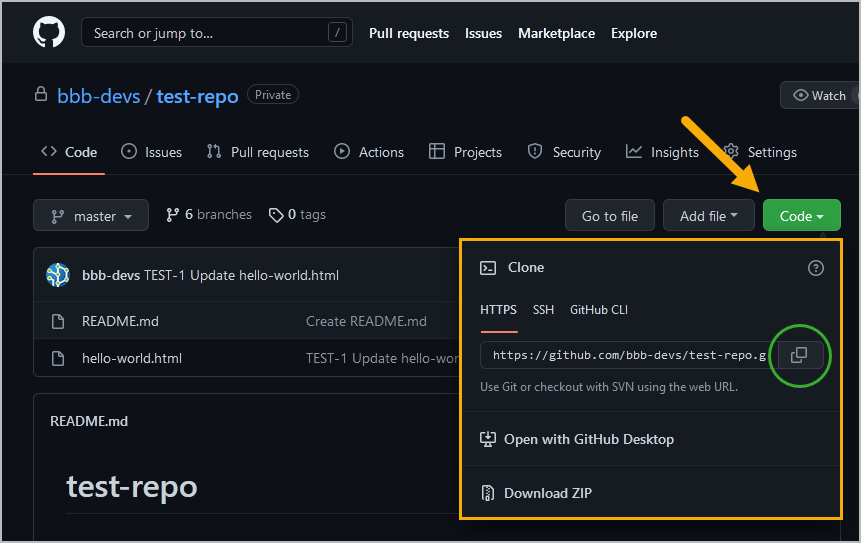 Search or jump to... /
Pull requests Issues Marketplace Explore
bbb-devs / test-repo Private
Watch
Code Issues Pull requests Actions Projects Security Insights Settings
master 6 branches 0 tags
Go to file Add file Code
bbb-devs TEST-1 Update hello-world.html
README.md Create README.md
hello-world.html TEST-1 Update hello-wor
README.md
test-repo
Clone ?
HTTPS SSH GitHub CLI
https://github.com/bbb-devs/test-repo.g
Use Git or checkout with SVN using the web URL.
Open with GitHub Desktop
Download ZIP